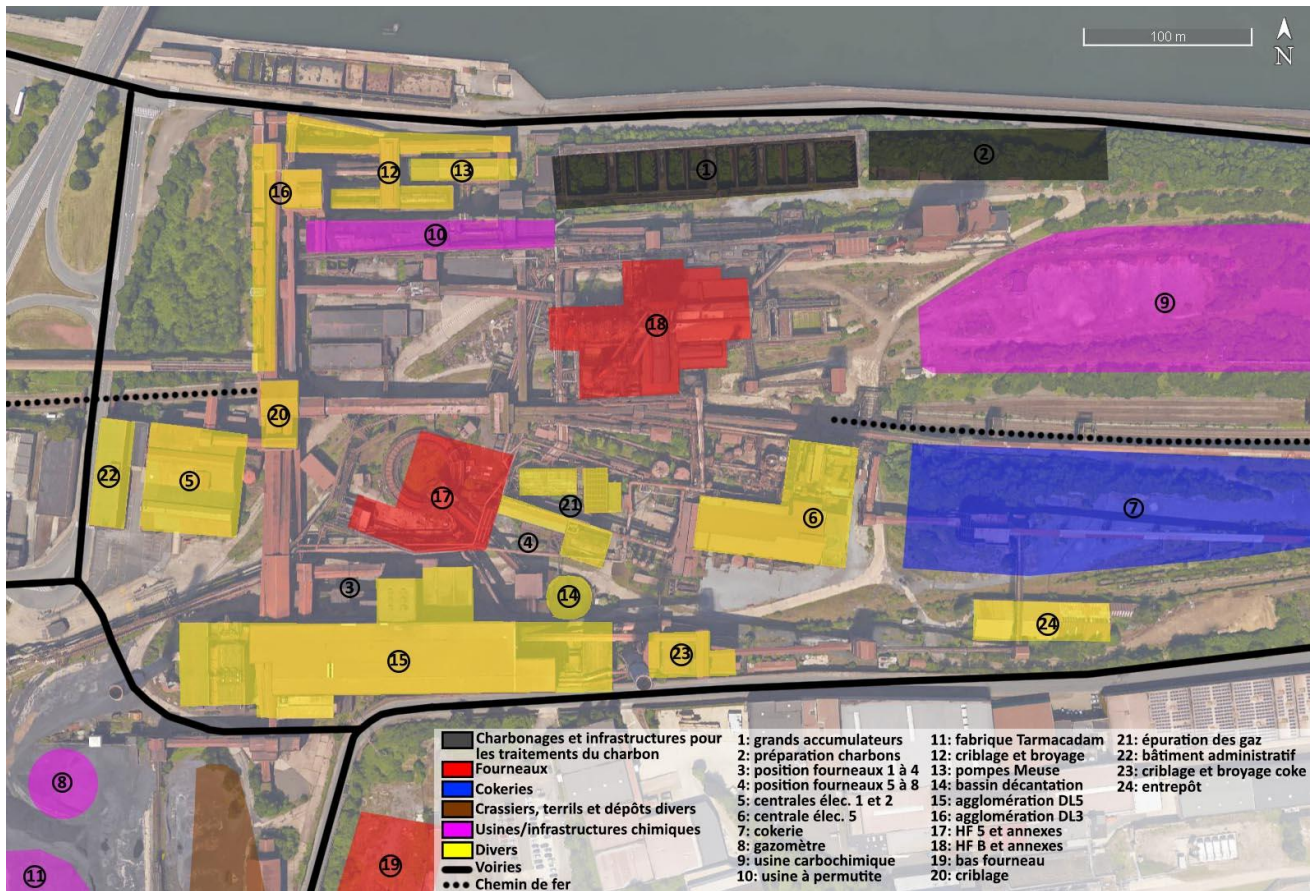 100 m
N
①
②
⑫
⑬
⑯
⑩
⑨
⑱
⑳
㉒
⑤
⑰
㉑
⑥
⑦
④
③
⑭
㉔
⑮
㉓
⑧
⑪
⑲
Charbonages et infrastructures pour
les traitements du charbon
Fourneaux
Cokeries
Crassiers, terrils et dépôts divers
Usines/infrastructures chimiques
Divers
Voiries
Chemin de fer
1: grands accumulateurs
2: préparation charbons
3: position fourneaux 1 à 4
4: position fourneaux 5 à 8
5: centrales élec. 1 et 2
6: centrale élec. 5
7: cokerie
8: gazomètre
9: usine carbochimique
10: usine à permutite
11: fabrique Tarmacadam
12: criblage et broyage
13: pompes Meuse
14: bassin décantation
15: agglomération DL5
16: agglomération DL3
17: HF 5 et annexes
18: HF B et annexes
19: bas fourneau
20: criblage
21: épuration des gaz
22: bâtiment administratif
23: criblage et broyage coke
24: entrepôt